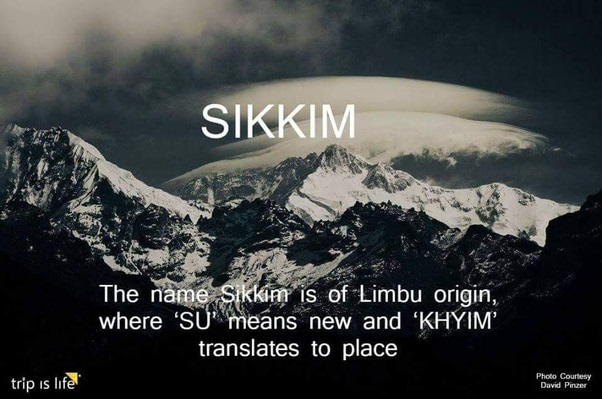 SIKKIM
The name Sikkim is of Limbu origin,
where 'SU' means new and 'KHYIM'
translates to place
trip is life
Photo Courtesy
David Pinzer